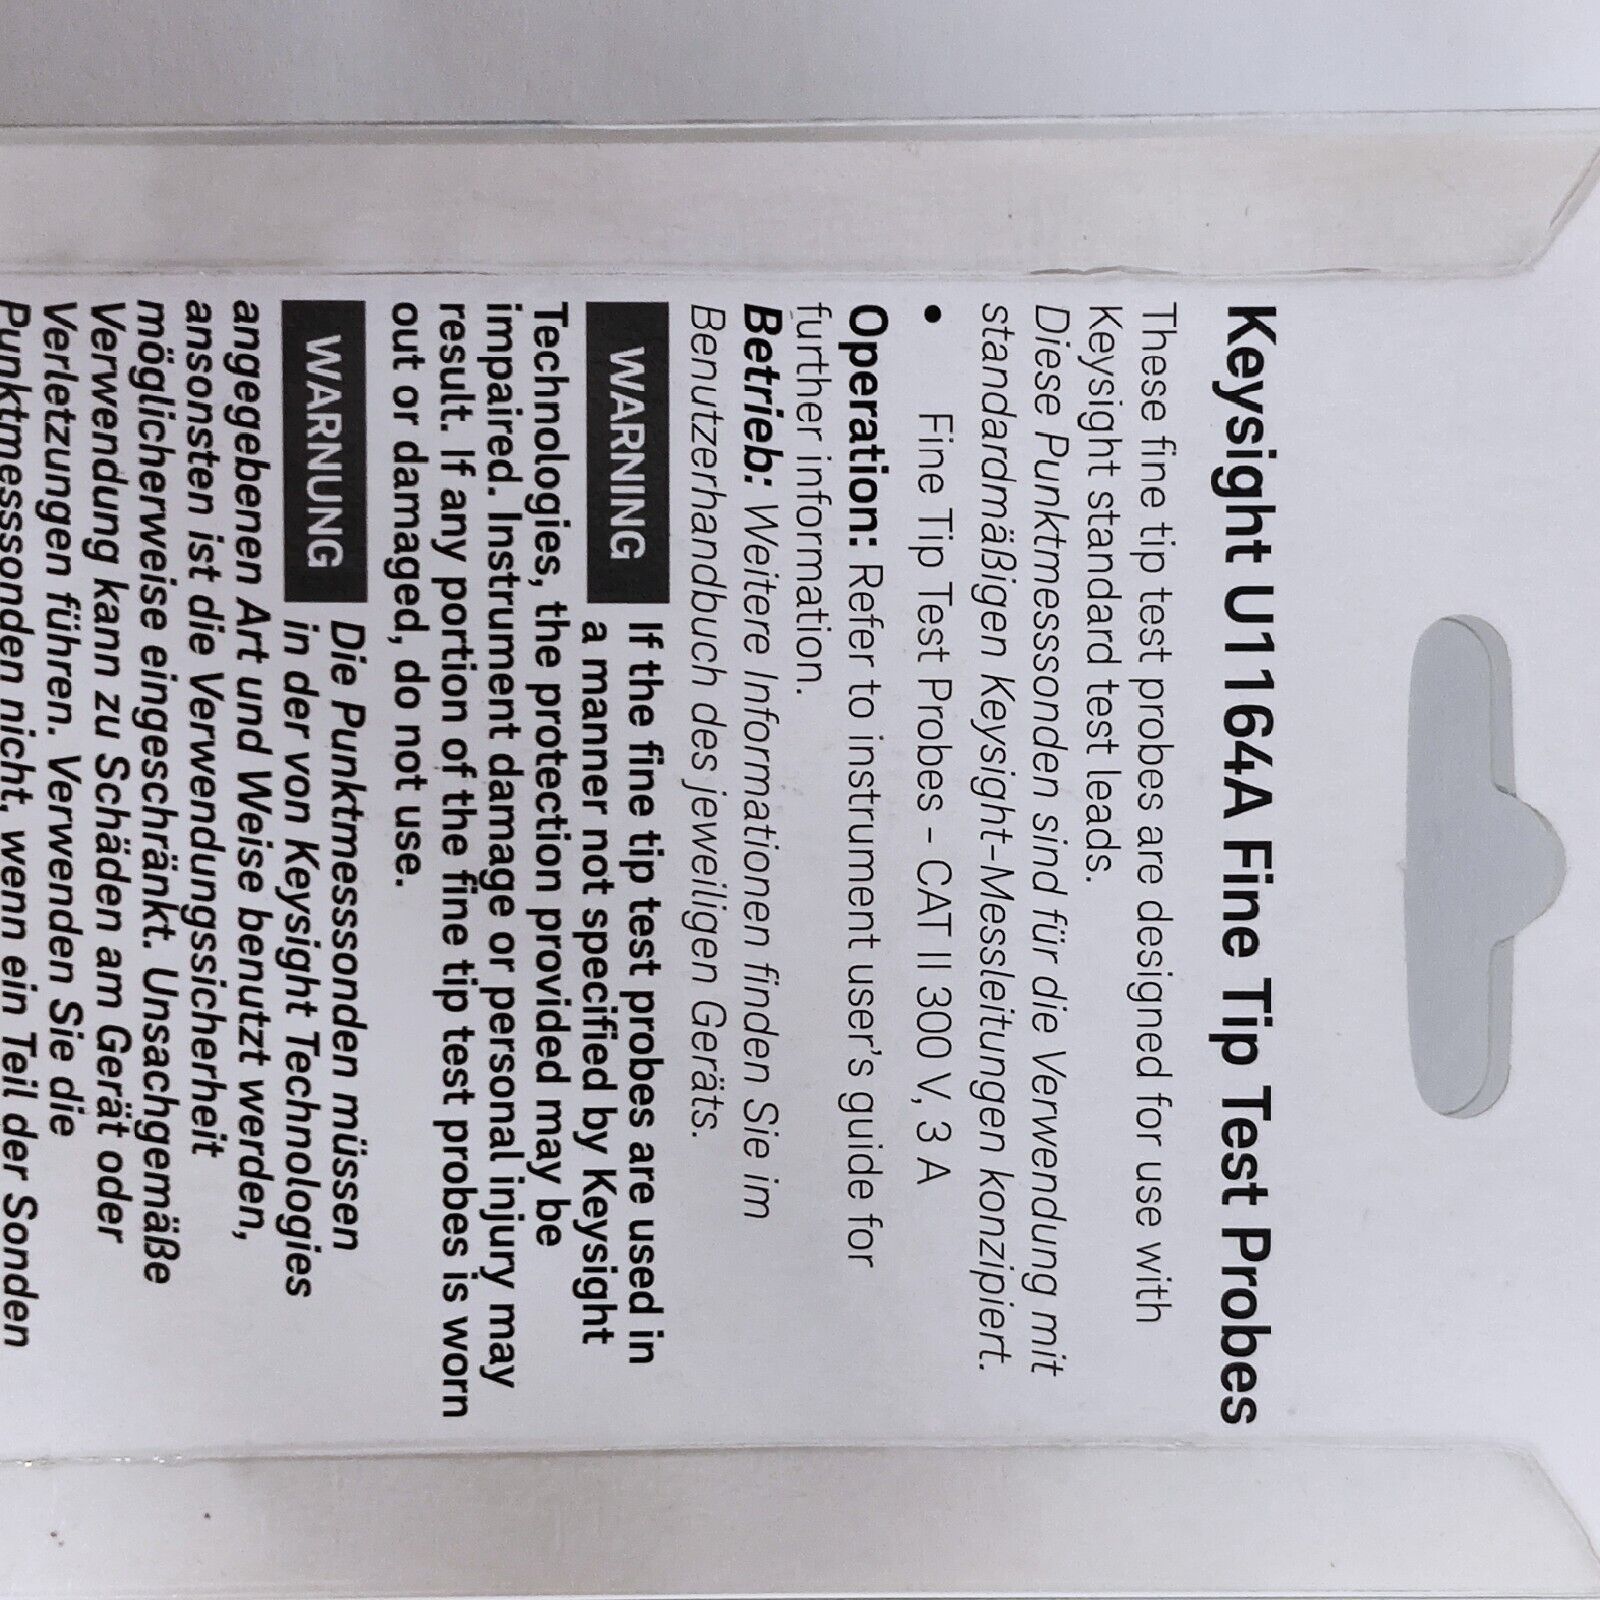 Keysight U1164A Fine Tip Test Probes
These fine tip test probes are designed for use with
Keysight standard test leads.
Diese Punktmesssonden sind für die Verwendung mit
standardmäßigen Keysight-Messleitungen konzipiert.
• Fine Tip Test Probes - CAT II 300 V, 3 A
Operation: Refer to instrument user's guide for
further information.
Betrieb: Weitere Informationen finden Sie im
Benutzerhandbuch des jeweiligen Geräts.
WARNING If the fine tip test probes are used in
a manner not specified by Keysight
Technologies, the protection provided may be
impaired. Instrument damage or personal injury may
result. If any portion of the fine tip test probes is worn
out or damaged, do not use.
WARNUNG Die Punktmesssonden müssen
in der von Keysight Technologies
angegebenen Art und Weise benutzt werden,
ansonsten ist die Verwendungssicherheit
möglicherweise eingeschränkt. Unsachgemäße
Verwendung kann zu Schäden am Gerät oder
Verletzungen führen. Verwenden Sie die
Punktmesssonden nicht, wenn ein Teil der Sonden